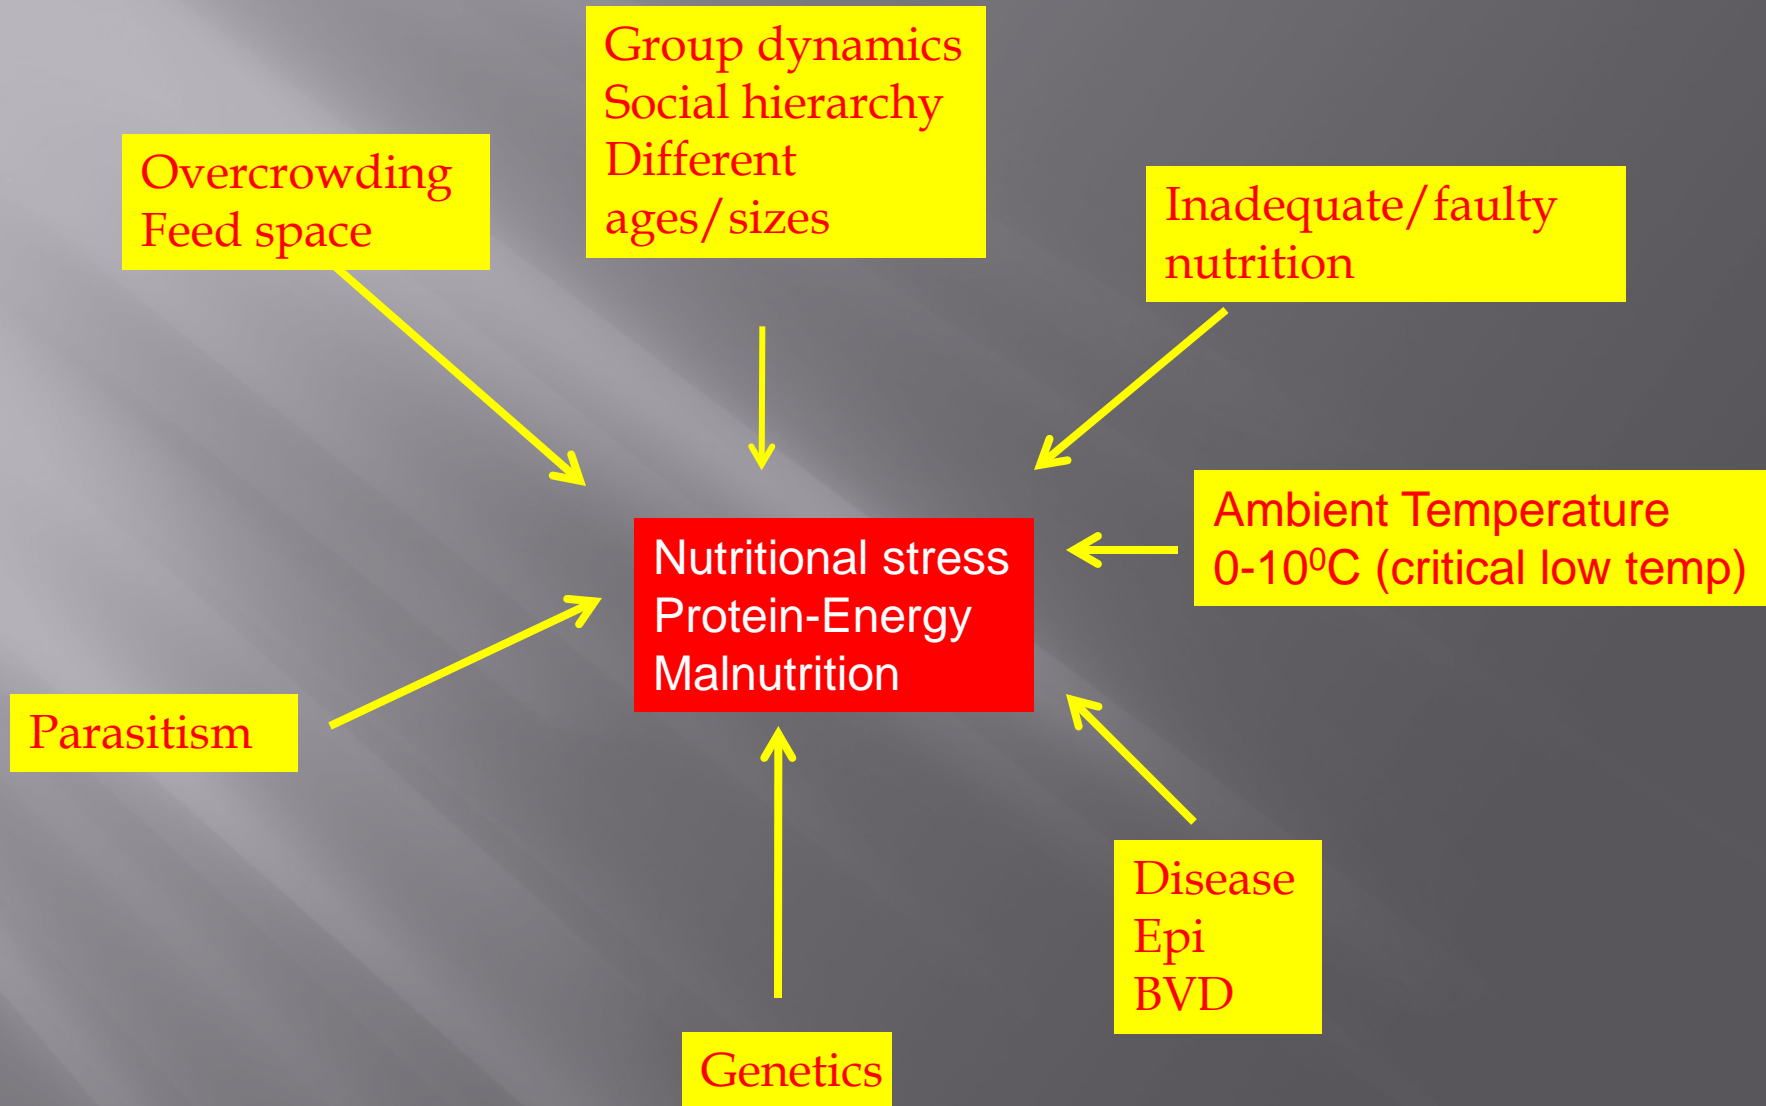 Group dynamics
Social hierarchy
Different
ages/sizes
Overcrowding
Feed space
Inadequate/faulty
nutrition
Ambient Temperature
0-10⁰C (critical low temp)
Nutritional stress
Protein-Energy
Malnutrition
Parasitism
Disease
Epi
BVD
Genetics